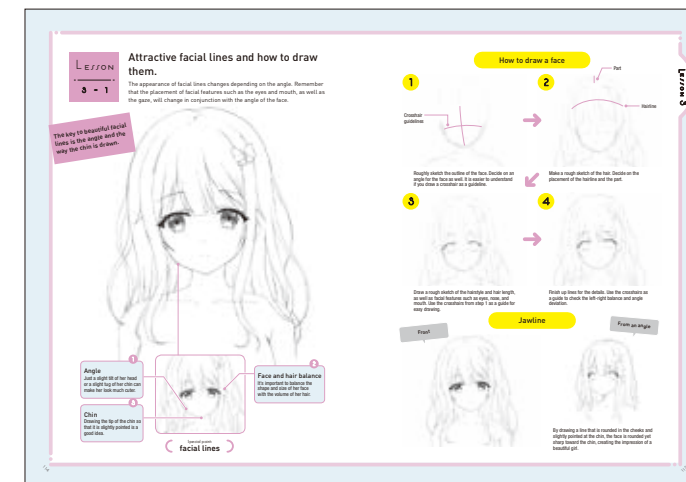 LESSON
3 - 1
Attractive facial lines and how to draw
them.
The appearance of facial lines changes depending on the angle. Remember
that the placement of facial features such as the eyes and mouth, as well as
the gaze, will change in conjunction with the angle of the face.
The key to beautiful facial
lines is the angle and the
way the chin is drawn.
1
Angle
Just a slight tilt of her head
or a slight tug of her chin can
make her look much cuter.
2
Face and hair balance
It's important to balance the
shape and size of her face
with the volume of her hair.
Chin
Drawing the tip of the chin so
that it is slightly pointed is a
good idea.
Special point:
facial lines
How to draw a face
1
Crosshair
guidelines
Roughly sketch the outline of the face. Decide on an
angle for the face as well. It is easier to understand
if you draw a crosshair as a guideline.
2
Part
Hairline
Make a rough sketch of the hair. Decide on the
placement of the hairline and the part.
3
Draw a rough sketch of the hairstyle and hair length,
as well as facial features such as eyes, nose, and
mouth. Use the crosshairs from step 1 as a guide for
easy drawing.
4
Finish up lines for the details. Use the crosshairs as
a guide to check the left-right balance and angle
deviation.
Jawline
Front
From an angle
By drawing a line that is rounded in the cheeks and
slightly pointed at the chin, the face is rounded yet
sharp toward the chin, creating the impression of a
beautiful girl.
LESSON 3